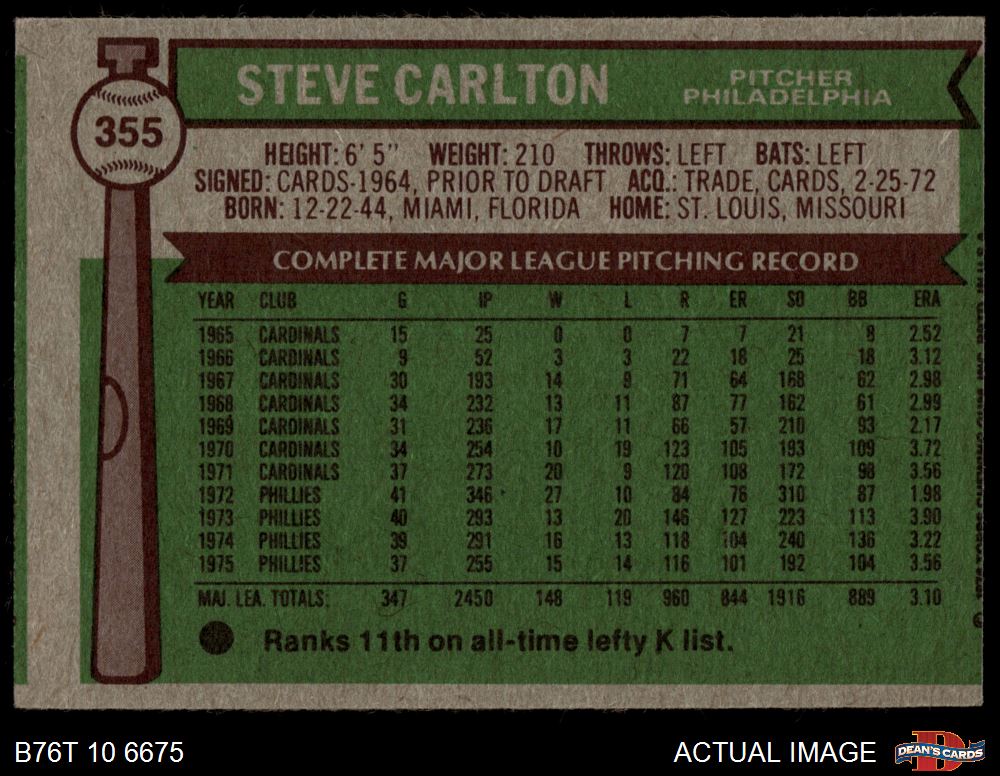 STEVE CARLTON
PITCHER
PHILADELPHIA
355
HEIGHT: 6' 5" WEIGHT: 210 THROWS: LEFT BATS: LEFT
SIGNED: CARDS-1964, PRIOR TO DRAFT ACQ.: TRADE, CARDS, 2-25-72
BORN: 12-22-44, MIAMI, FLORIDA HOME: ST. LOUIS, MISSOURI
COMPLETE MAJOR LEAGUE PITCHING RECORD
YEAR CLUB G IP W L R ER SO BB ERA
1965 CARDINALS 15 25 0 0 7 7 21 8 2.52
1966 CARDINALS 9 52 3 3 22 18 25 18 3.12
1967 CARDINALS 30 193 14 9 71 64 168 62 2.98
1968 CARDINALS 34 232 13 11 87 77 162 61 2.99
1969 CARDINALS 31 236 17 11 66 57 210 93 2.17
1970 CARDINALS 34 254 10 19 123 105 193 109 3.72
1971 CARDINALS 37 273 20 9 120 108 172 98 3.56
1972 PHILLIES 41 346 27 10 84 76 310 87 1.98
1973 PHILLIES 40 293 13 20 146 127 223 113 3.90
1974 PHILLIES 39 291 16 13 118 104 240 136 3.22
1975 PHILLIES 37 255 15 14 116 101 192 104 3.56
MAJ. LEA. TOTALS: 347 2450 148 119 960 844 1916 889 3.10
Ranks 11th on all-time lefty K list.
B76T 10 6675
ACTUAL IMAGE
DEAN'S CARDS